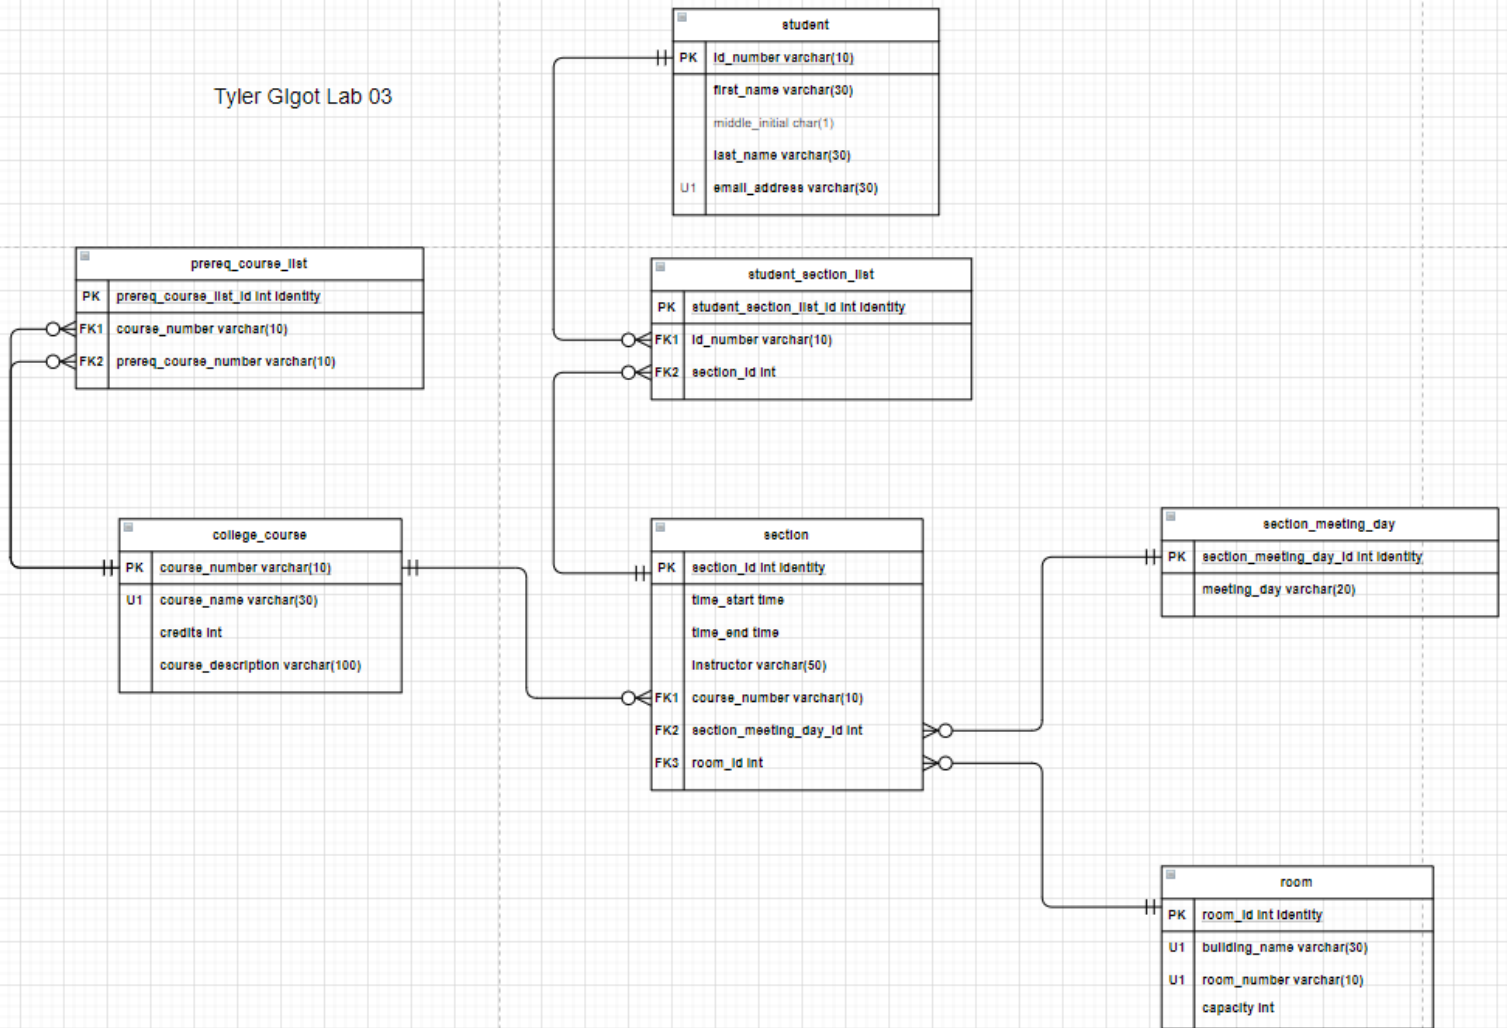 student
PK id_number varchar(10)
first_name varchar(30)
middle_initial char(1)
last_name varchar(30)
U1 email_address varchar(30)
Tyler GIgot Lab 03
prereq_course_list
PK prereq_course_list_id int identity
FK1 course_number varchar(10)
FK2 prereq_course_number varchar(10)
student_section_list
PK student_section_list_id int identity
FK1 id_number varchar(10)
FK2 section_id int
college_course
PK course_number varchar(10)
U1 course_name varchar(30)
credits int
course_description varchar(100)
section
PK section_id int identity
time_start time
time_end time
instructor varchar(50)
FK1 course_number varchar(10)
FK2 section_meeting_day_id int
FK3 room_id int
section_meeting_day
PK section_meeting_day_id int identity
meeting_day varchar(20)
room
PK room_id int identity
U1 building_name varchar(30)
U1 room_number varchar(10)
capacity int